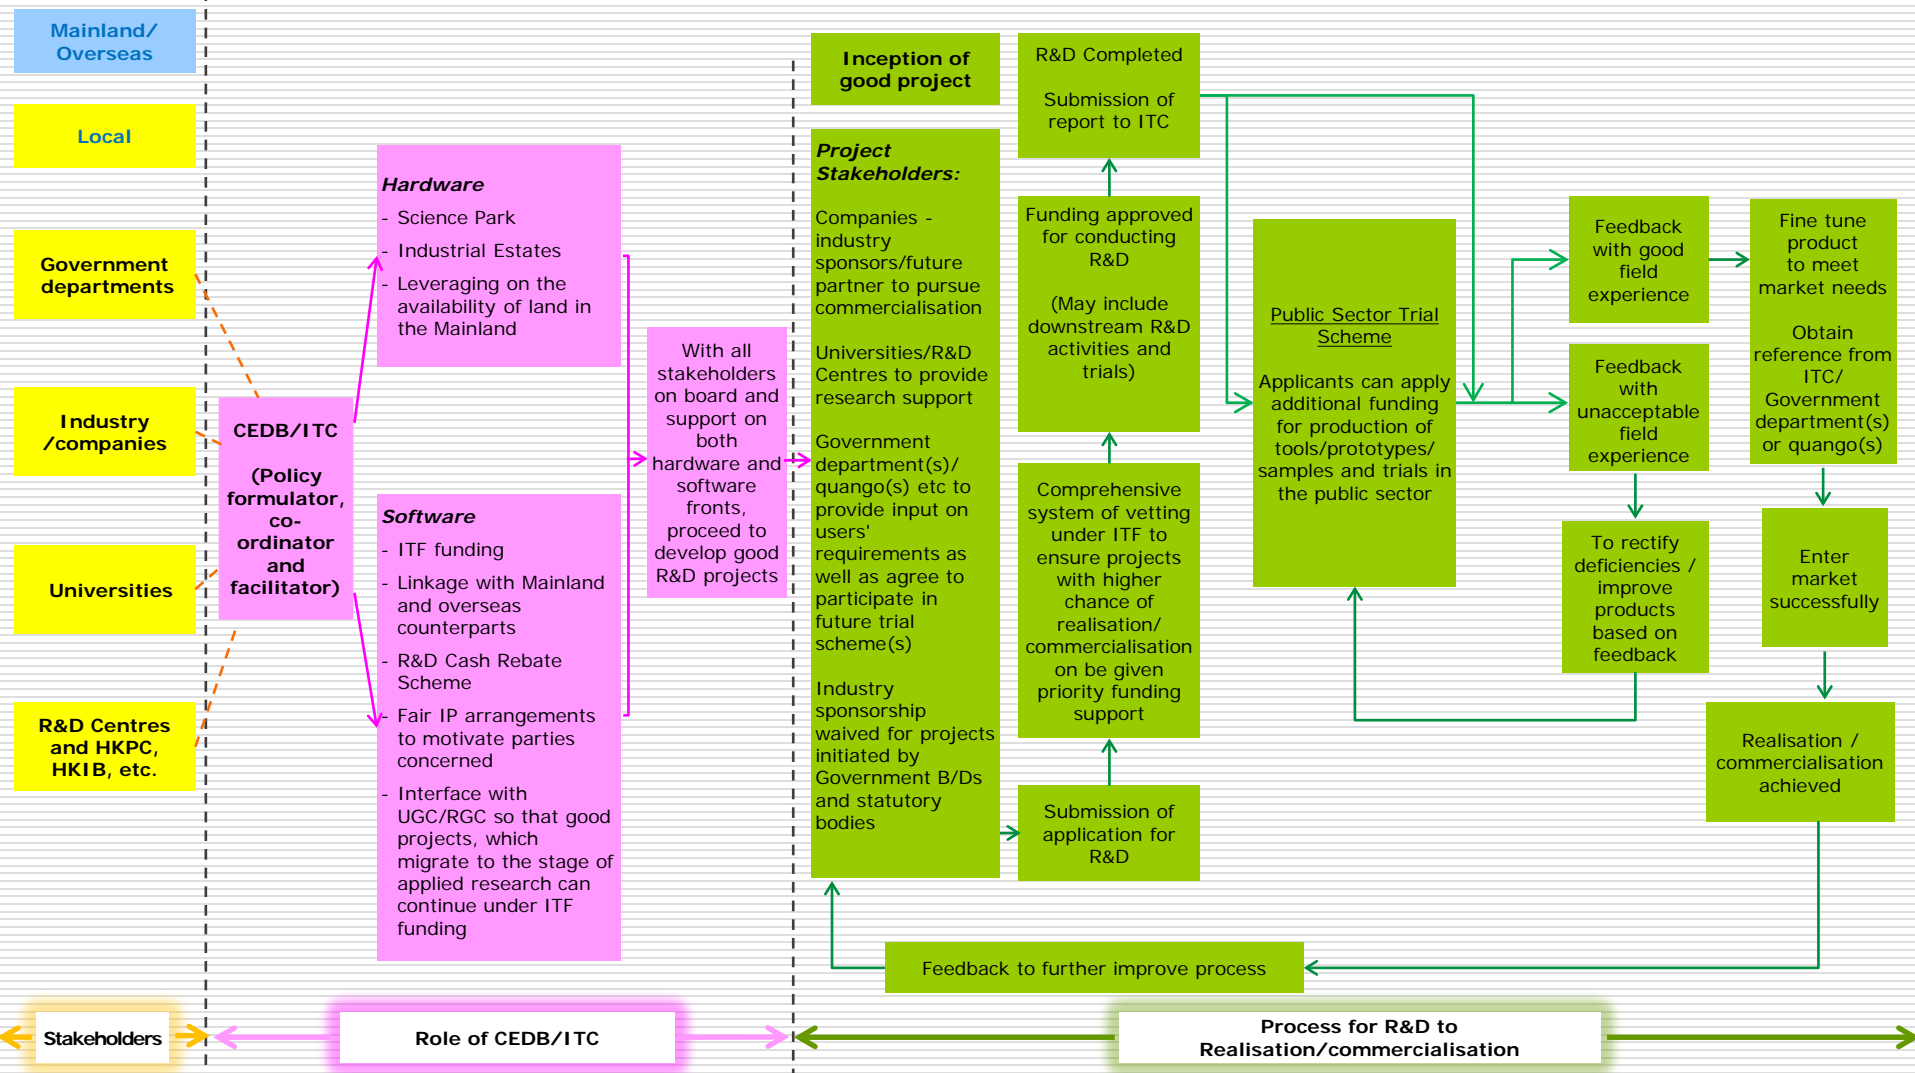 Mainland/
Overseas
Local
Government
departments
Industry
/companies
Universities
R&D Centres
and HKPC,
HKIB, etc.
CEDB/ITC
(Policy
formulator,
co-
ordinator
and
facilitator)
Hardware
- Science Park
- Industrial Estates
- Leveraging on the
availability of land in
the Mainland
Software
- ITF funding
- Linkage with Mainland
and overseas
counterparts
- R&D Cash Rebate
Scheme
- Fair IP arrangements
to motivate parties
concerned
- Interface with
UGC/RGC so that good
projects, which
migrate to the stage of
applied research can
continue under ITF
funding
With all
stakeholders
on board and
support on
both
hardware and
software
fronts,
proceed to
develop good
R&D projects
Inception of
good project
Project
Stakeholders:
Companies -
industry
sponsors/future
partner to pursue
commercialisation
Universities/R&D
Centres to provide
research support
Government
department(s)/
quango(s) etc to
provide input on
users'
requirements as
well as agree to
participate in
future trial
scheme(s)
Industry
sponsorship
waived for projects
initiated by
Government B/Ds
and statutory
bodies
R&D Completed
Submission of
report to ITC
Funding approved
for conducting
R&D
(May include
downstream R&D
activities and
trials)
Comprehensive
system of vetting
under ITF to
ensure projects
with higher
chance of
realisation/
commercialisation
on be given
priority funding
support
Submission of
application for
R&D
Public Sector Trial
Scheme
Applicants can apply
additional funding
for production of
tools/prototypes/
samples and trials in
the public sector
Feedback
with good
field
experience
Feedback
with
unacceptable
field
experience
To rectify
deficiencies /
improve
products
based on
feedback
Fine tune
product
to meet
market needs
Obtain
reference from
ITC/
Government
department(s)
or quango(s)
Enter
market
successfully
Realisation /
commercialisation
achieved
Feedback to further improve process
Stakeholders
Role of CEDB/ITC
Process for R&D to
Realisation/commercialisation